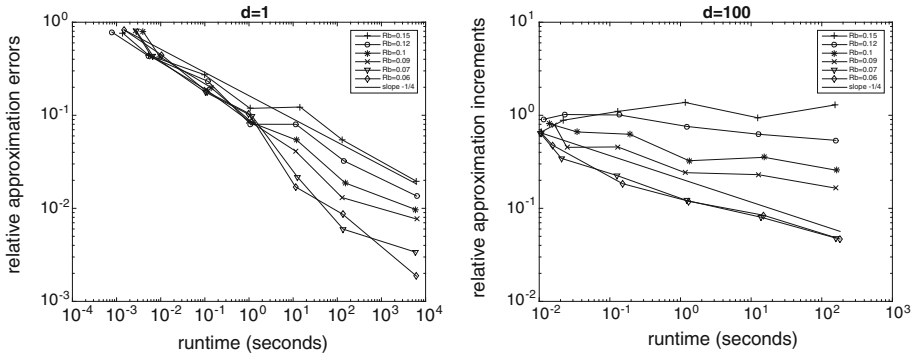 d=1
relative approximation errors
10^0
10^-1
10^-2
10^-3
Rb=0.15
Rb=0.12
Rb=0.1
Rb=0.09
Rb=0.07
Rb=0.06
slope -1/4
10^-4 10^-3 10^-2 10^-1 10^0 10^1 10^2 10^3 10^4
runtime (seconds)
d=100
relative approximation increments
10^1
10^0
10^-1
10^-2
Rb=0.15
Rb=0.12
Rb=0.1
Rb=0.09
Rb=0.07
Rb=0.06
slope -1/4
10^-2 10^-1 10^0 10^1 10^2 10^3
runtime (seconds)